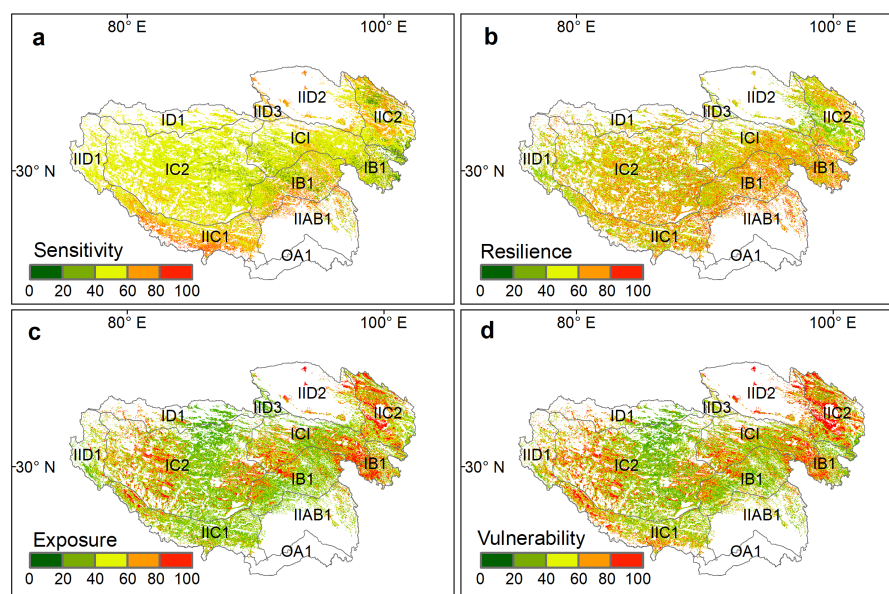 80° E 100° E
a
IID2
ID1 IID3
IIC2
ICI
IID1
IC2
IB1
30° N
IB1
IIAB1
IIC1
Sensitivity
OA1
0 20 40 60 80 100
80° E 100° E
b
IID2
ID1 IID3
IIC2
ICI
IID1
IC2
IB1
30° N
IB1
IIAB1
IIC1
Resilience
OA1
0 20 40 60 80 100
80° E 100° E
c
IID2
ID1 IID3
IIC2
ICI
IID1
IC2
IB1
30° N
IB1
IIAB1
IIC1
Exposure
OA1
0 20 40 60 80 100
80° E 100° E
d
IID2
ID1 IID3
IIC2
ICI
IID1
IC2
IB1
30° N
IB1
IIAB1
IIC1
Vulnerability
OA1
0 20 40 60 80 100